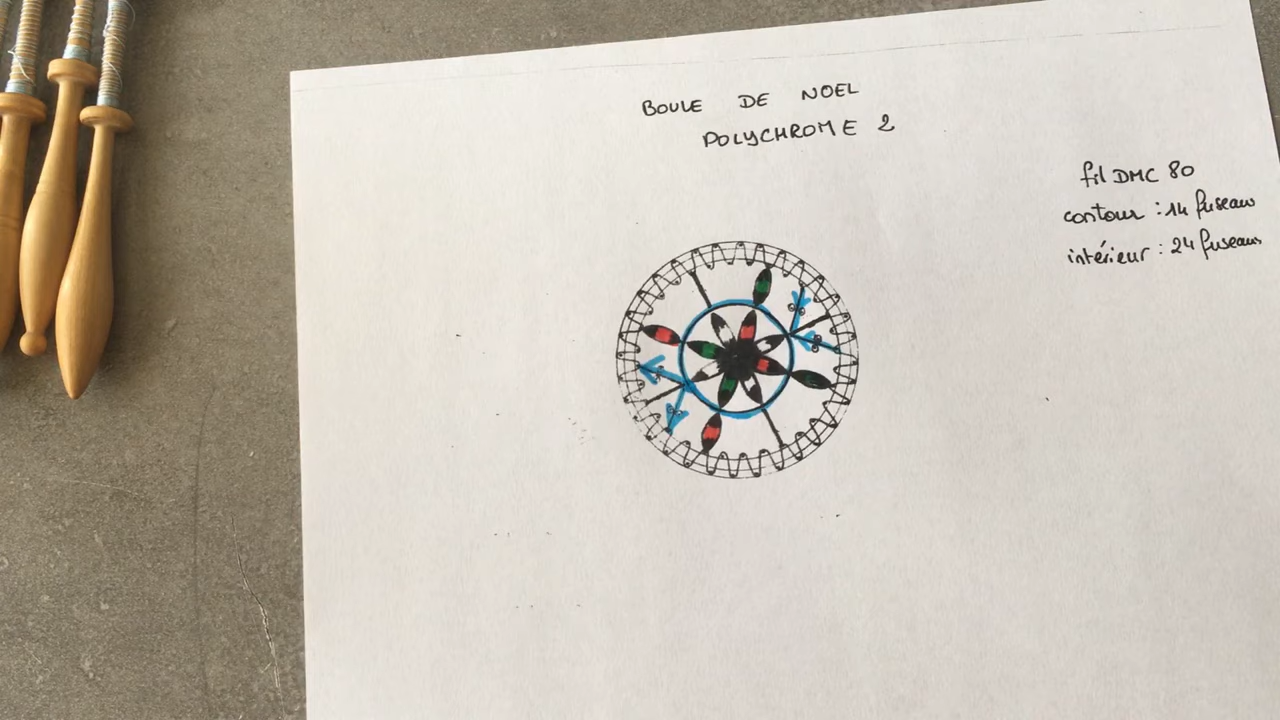 BOULE DE NOEL
POLYCHROME 2
fil DMC 80
contour : 14 fuseaux
intérieur : 24 fuseaux